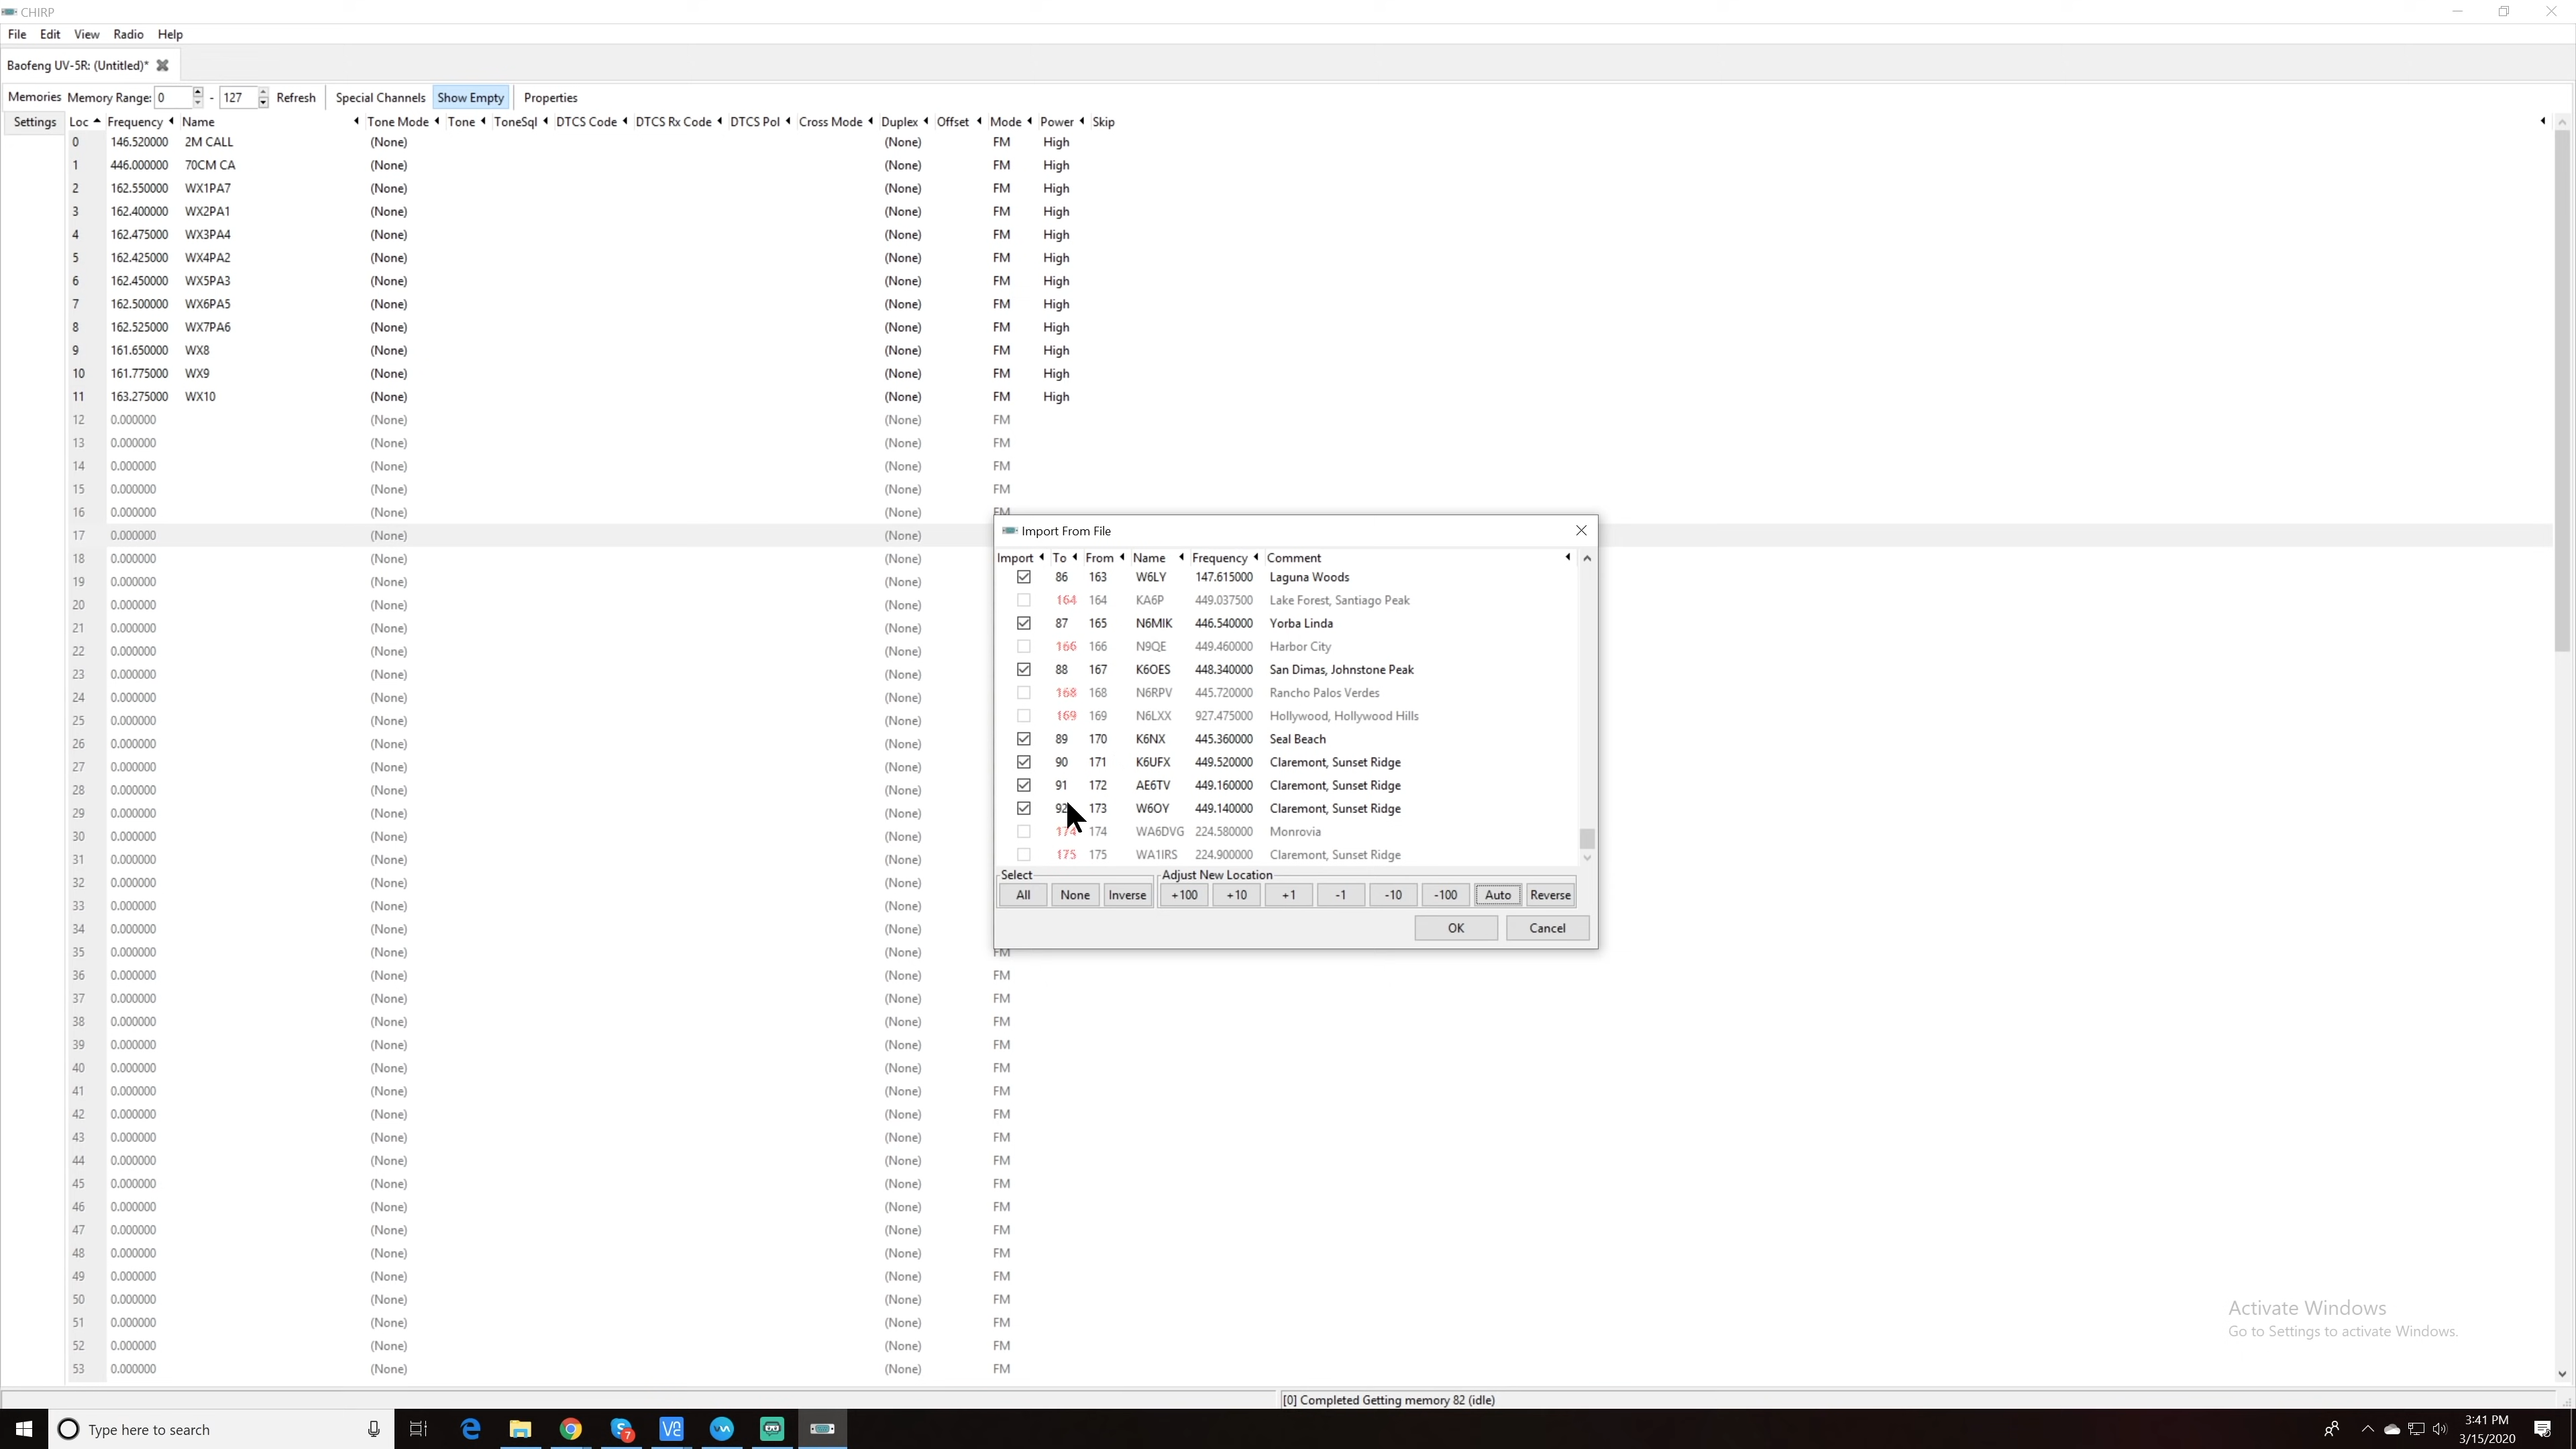 CHIRP
File Edit View Radio Help
Baofeng UV-5R: (Untitled)*
Memories Memory Range: 0 - 127 Refresh Special Channels Show Empty Properties
Settings Loc Frequency Name Tone Mode Tone ToneSql DTCS Code DTCS Rx Code DTCS Pol Cross Mode Duplex Offset Mode Power Skip
0 146.520000 2M CALL (None) (None) FM High
1 446.000000 70CM CA (None) (None) FM High
2 162.550000 WX1PA7 (None) (None) FM High
3 162.400000 WX2PA1 (None) (None) FM High
4 162.475000 WX3PA4 (None) (None) FM High
5 162.425000 WX4PA2 (None) (None) FM High
6 162.450000 WX5PA3 (None) (None) FM High
7 162.500000 WX6PA5 (None) (None) FM High
8 162.525000 WX7PA6 (None) (None) FM High
9 161.650000 WX8 (None) (None) FM High
10 161.775000 WX9 (None) (None) FM High
11 163.275000 WX10 (None) (None) FM High
12 0.000000 (None) (None) FM
13 0.000000 (None) (None) FM
14 0.000000 (None) (None) FM
15 0.000000 (None) (None) FM
16 0.000000 (None) (None) FM
17 0.000000 (None) (None)
18 0.000000 (None) (None)
19 0.000000 (None) (None)
20 0.000000 (None) (None)
21 0.000000 (None) (None)
22 0.000000 (None) (None)
23 0.000000 (None) (None)
24 0.000000 (None) (None)
25 0.000000 (None) (None)
26 0.000000 (None) (None)
27 0.000000 (None) (None)
28 0.000000 (None) (None)
29 0.000000 (None) (None)
30 0.000000 (None) (None)
31 0.000000 (None) (None)
32 0.000000 (None) (None)
33 0.000000 (None) (None)
34 0.000000 (None) (None)
35 0.000000 (None) (None) FM
36 0.000000 (None) (None) FM
37 0.000000 (None) (None) FM
38 0.000000 (None) (None) FM
39 0.000000 (None) (None) FM
40 0.000000 (None) (None) FM
41 0.000000 (None) (None) FM
42 0.000000 (None) (None) FM
43 0.000000 (None) (None) FM
44 0.000000 (None) (None) FM
45 0.000000 (None) (None) FM
46 0.000000 (None) (None) FM
47 0.000000 (None) (None) FM
48 0.000000 (None) (None) FM
49 0.000000 (None) (None) FM
50 0.000000 (None) (None) FM
51 0.000000 (None) (None) FM
52 0.000000 (None) (None) FM
53 0.000000 (None) (None) FM
Import From File
Import To From Name Frequency Comment
86 163 W6LY 147.615000 Laguna Woods
164 164 KA6P 449.037500 Lake Forest, Santiago Peak
87 165 N6MIK 446.540000 Yorba Linda
166 166 N9QE 449.460000 Harbor City
88 167 K6OES 448.340000 San Dimas, Johnstone Peak
168 168 N6RPV 445.720000 Rancho Palos Verdes
169 169 N6LXX 927.475000 Hollywood, Hollywood Hills
89 170 K6NX 445.360000 Seal Beach
90 171 K6UFX 449.520000 Claremont, Sunset Ridge
91 172 AE6TV 449.160000 Claremont, Sunset Ridge
92 173 W6OY 449.140000 Claremont, Sunset Ridge
174 174 WA6DVG 224.580000 Monrovia
175 175 WA1IRS 224.900000 Claremont, Sunset Ridge
Select Adjust New Location
All None Inverse +100 +10 +1 -1 -10 -100 Auto Reverse
OK Cancel
Activate Windows
Go to Settings to activate Windows.
[0] Completed Getting memory 82 (idle)
Type here to search
7
3:41 PM
3/15/2020